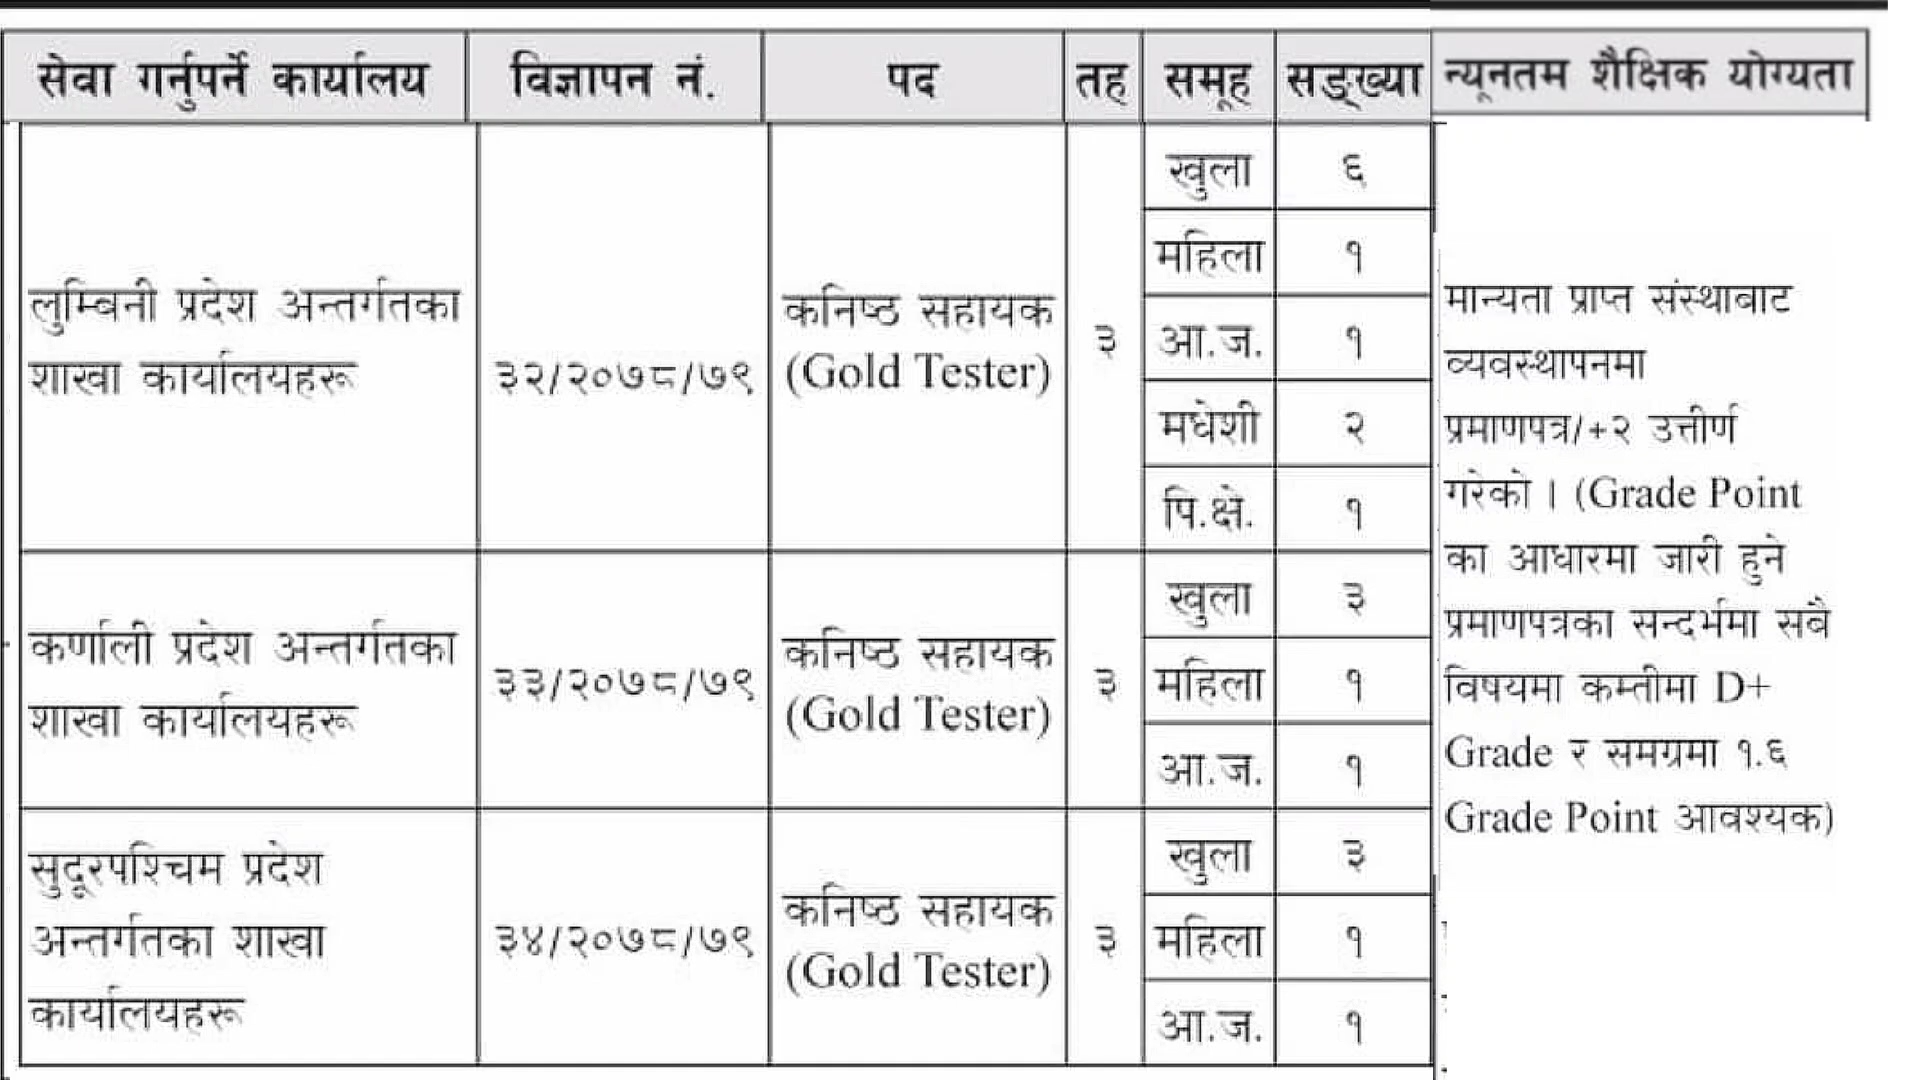 सेवा गर्नुपर्ने कार्यालय विज्ञापन नं. पद तह समूह सङ्ख्या न्यूनतम शैक्षिक योग्यता
लुम्बिनी प्रदेश अन्तर्गतका
शाखा कार्यालयहरू
३२/२०७८/७९
कनिष्ठ सहायक
(Gold Tester)
३
खुला ६
महिला १
आ.ज. १
मधेशी २
पि.क्षे. १
कर्णाली प्रदेश अन्तर्गतका
शाखा कार्यालयहरू
३३/२०७८/७९
कनिष्ठ सहायक
(Gold Tester)
३
खुला ३
महिला १
आ.ज. १
सुदूरपश्चिम प्रदेश
अन्तर्गतका शाखा
कार्यालयहरू
३४/२०७८/७९
कनिष्ठ सहायक
(Gold Tester)
३
खुला ३
महिला १
आ.ज. १
मान्यता प्राप्त संस्थाबाट
व्यवस्थापनमा
प्रमाणपत्र/+२ उत्तीर्ण
गरेको । (Grade Point
का आधारमा जारी हुने
प्रमाणपत्रका सन्दर्भमा सबै
विषयमा कम्तीमा D+
Grade र समग्रमा १.६
Grade Point आवश्यक)